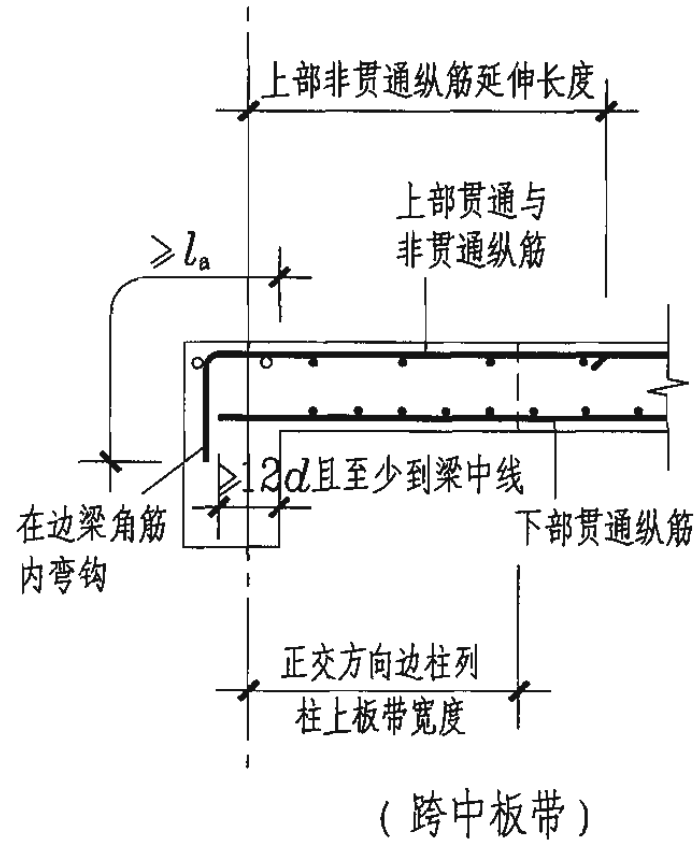 上部非贯通纵筋延伸长度
上部贯通与
非贯通纵筋
≥la
≥12d且至少到梁中线
在边梁角筋
内弯钩
下部贯通纵筋
正交方向边柱列
柱上板带宽度
(跨中板带)